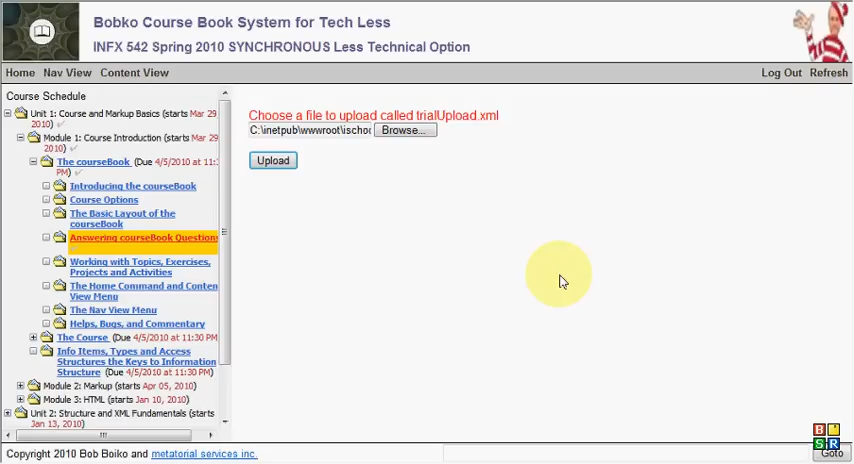 Bobko Course Book System for Tech Less
INFX 542 Spring 2010 SYNCHRONOUS Less Technical Option
Home Nav View Content View Log Out Refresh
Course Schedule
Unit 1: Course and Markup Basics (starts Mar 29
2010)
Module 1: Course Introduction (starts Mar 29
2010)
The courseBook (Due 4/5/2010 at 11:
PM)
Introducing the courseBook
Course Options
The Basic Layout of the
courseBook
Answering courseBook Questions
Working with Topics, Exercises,
Projects and Activities
The Home Command and Conten
View Menu
The Nav View Menu
Helps, Bugs, and Commentary
The Course (Due 4/5/2010 at 11:30 PM
Info Items, Types and Access
Structures the Keys to Information
Structure (Due 4/5/2010 at 11:30 PM)
Module 2: Markup (starts Apr 05, 2010)
Module 3: HTML (starts Jan 10, 2010)
Unit 2: Structure and XML Fundamentals (starts
Jan 13, 2010)
Choose a file to upload called trialUpload.xml
C:\inetpub\wwwroot\ischoo Browse...
Upload
B
S R
Copyright 2010 Bob Boiko and metatorial services inc.
Goto